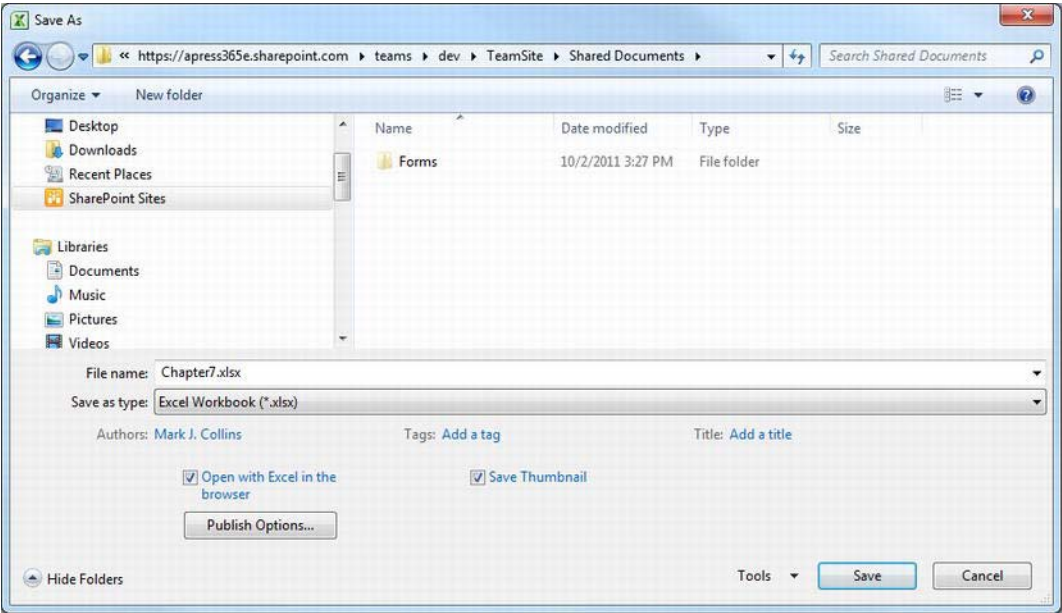 Save As
« https://apress365e.sharepoint.com ▸ teams ▸ dev ▸ TeamSite ▸ Shared Documents ▸
Search Shared Documents
Organize ▾ New folder
Desktop
Downloads
Recent Places
SharePoint Sites
Libraries
Documents
Music
Pictures
Videos
Name Date modified Type Size
Forms 10/2/2011 3:27 PM File folder
File name: Chapter7.xlsx
Save as type: Excel Workbook (*.xlsx)
Authors: Mark J. Collins Tags: Add a tag Title: Add a title
Open with Excel in the
browser
Save Thumbnail
Publish Options...
Hide Folders
Tools ▾ Save Cancel